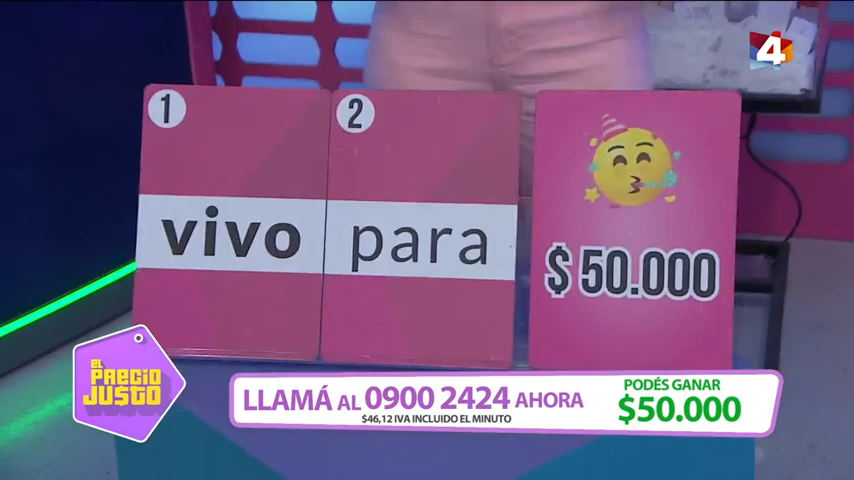 4
1
2
vivo
para
$ 50.000
EL
PRECIO
JUSTO
LLAMÁ AL 0900 2424 AHORA
$46,12 IVA INCLUIDO EL MINUTO
PODÉS GANAR
$50.000